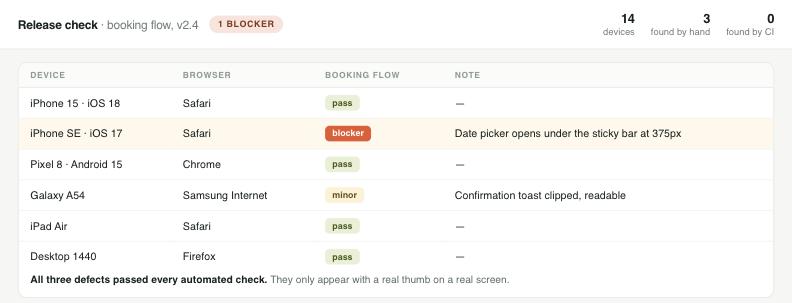 Release check · booking flow, v2.4 1 BLOCKER 14 3 0
devices found by hand found by CI
DEVICE BROWSER BOOKING FLOW NOTE
iPhone 15 · iOS 18 Safari pass —
iPhone SE · iOS 17 Safari blocker Date picker opens under the sticky bar at 375px
Pixel 8 · Android 15 Chrome pass —
Galaxy A54 Samsung Internet minor Confirmation toast clipped, readable
iPad Air Safari pass —
Desktop 1440 Firefox pass —
All three defects passed every automated check. They only appear with a real thumb on a real screen.